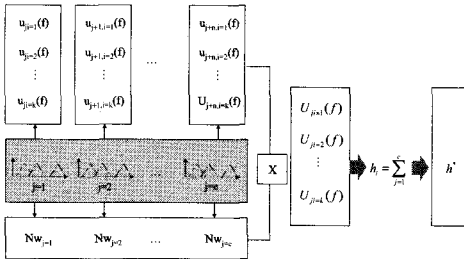 u_{ji=1}(f) u_{j+1,i=1}(f) u_{j+n,i=1}(f)
u_{ji=2}(f) u_{j+1,i=2}(f) u_{j+n,i=2}(f)
⋮ ⋮ ... ⋮
u_{ji=k}(f) u_{j+1,i=k}(f) U_{j+n,i=k}(f)
j=1 j=2 ...
Nw_{j=1} Nw_{j=2} ... Nw_{j=c}
X
U_{ji=1}(f)
U_{ji=2}(f)
⋮
U_{ji=k}(f)
h_i = \sum_{j=1}^{c}
h*